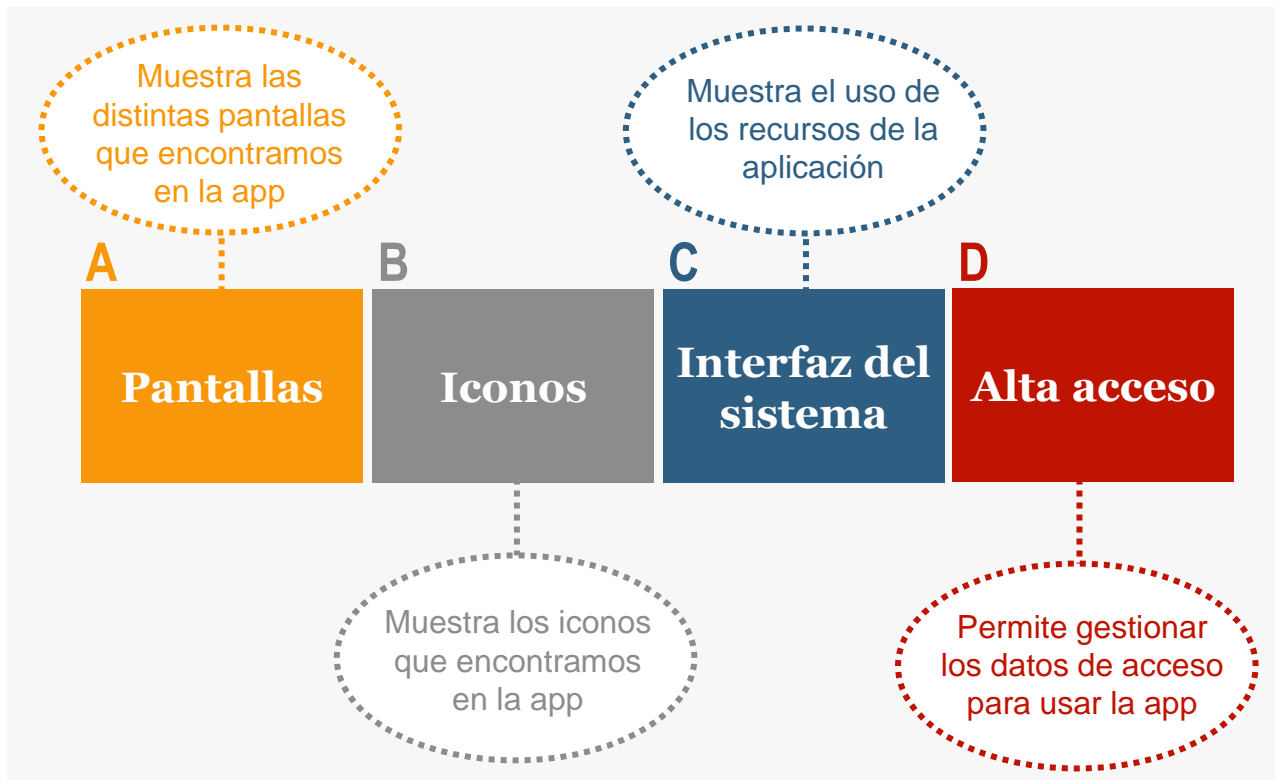 Muestra las
distintas pantallas
que encontramos
en la app
Muestra el uso de
los recursos de la
aplicación
A
B
C
D
Pantallas
Iconos
Interfaz del
sistema
Alta acceso
Muestra los iconos
que encontramos
en la app
Permite gestionar
los datos de acceso
para usar la app